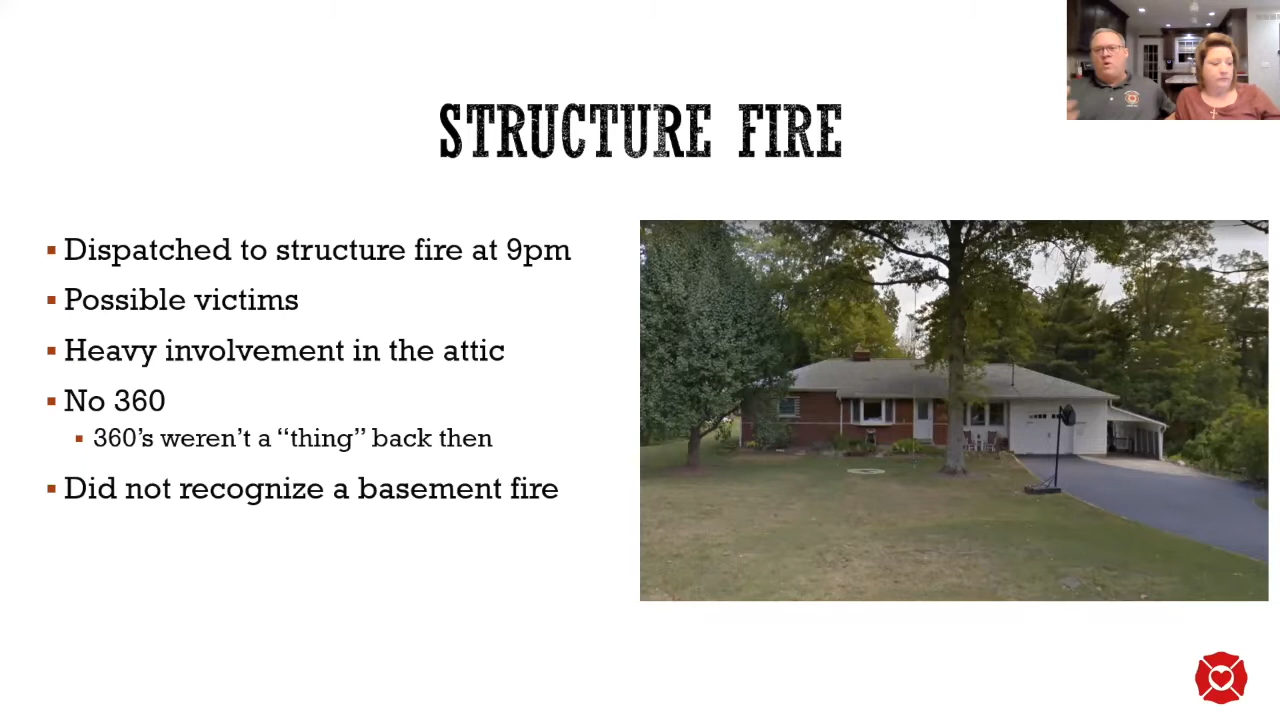 STRUCTURE FIRE
Dispatched to structure fire at 9pm
Possible victims
Heavy involvement in the attic
No 360
360’s weren’t a “thing” back then
Did not recognize a basement fire